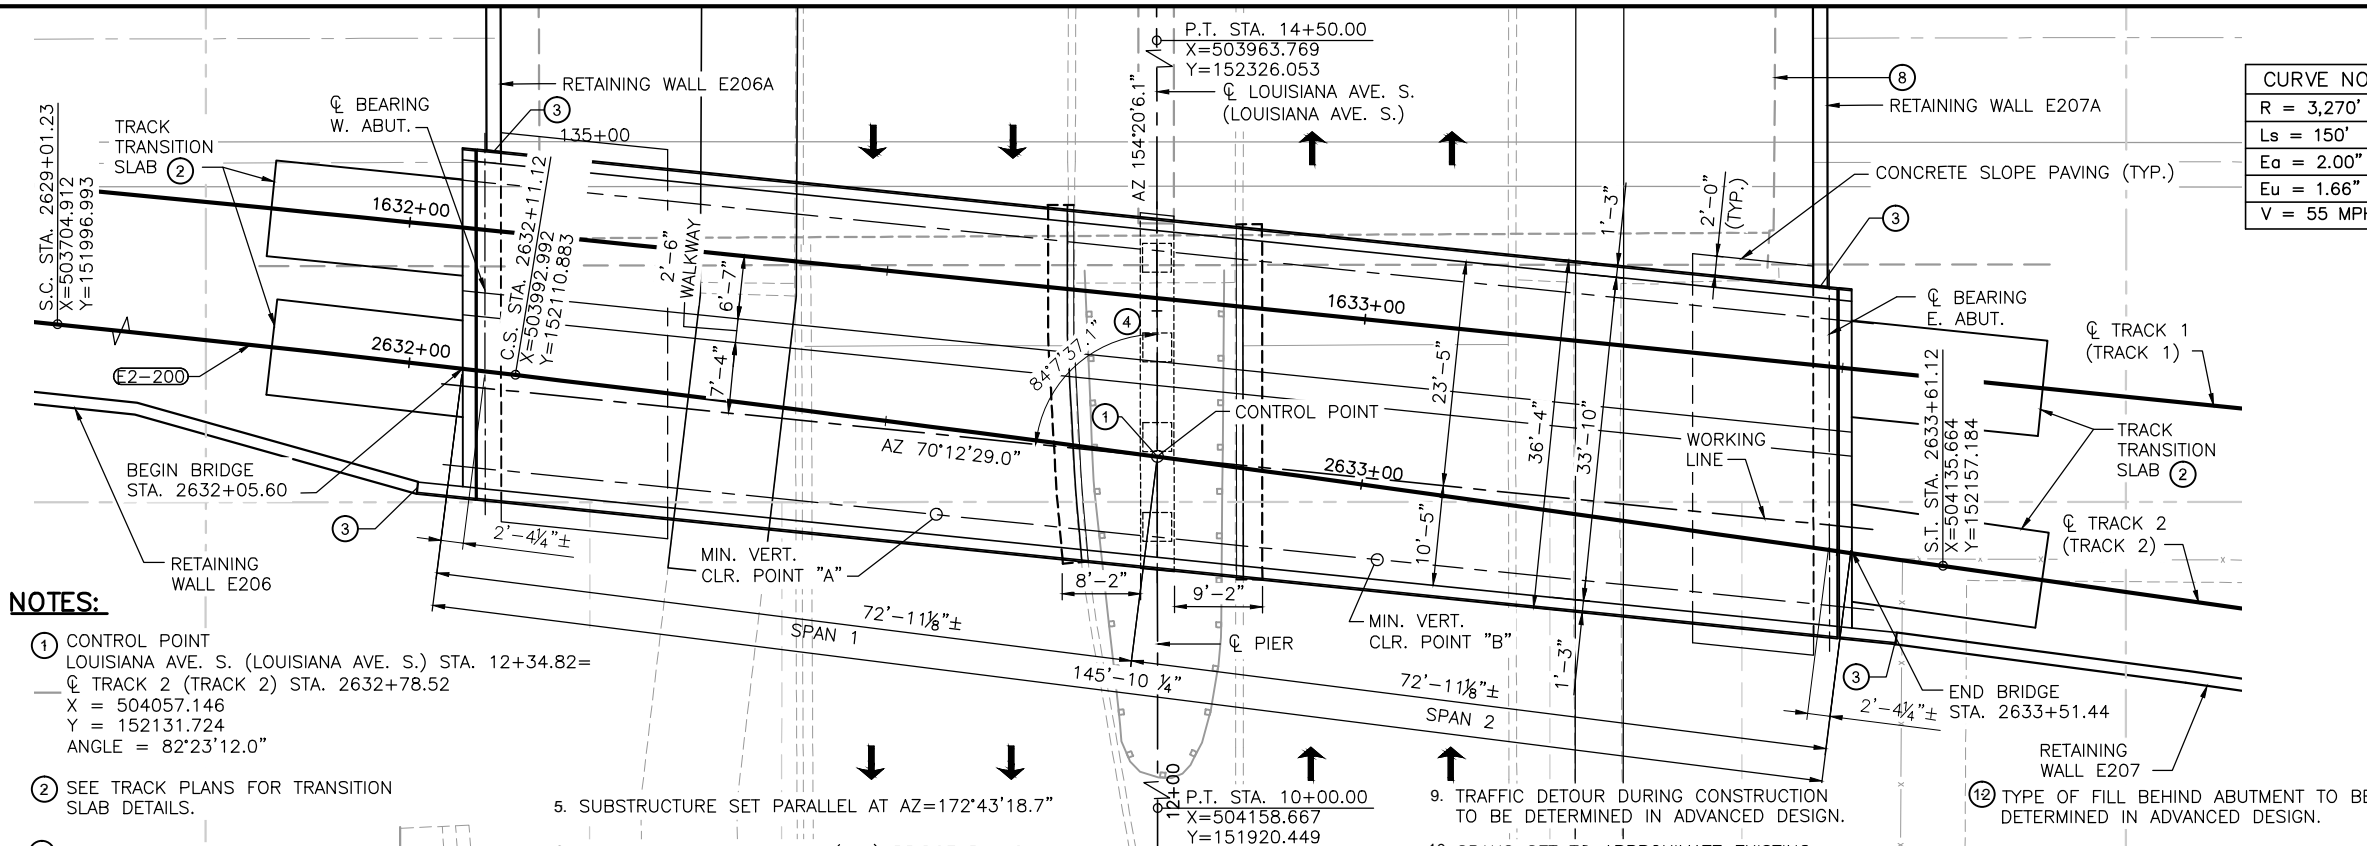 P.T. STA. 14+50.00
X=503963.769
Y=152326.053
℄ LOUISIANA AVE. S.
(LOUISIANA AVE. S.)
AZ 154°20'6.1"
RETAINING WALL E206A
℄ BEARING
W. ABUT.
3
135+00
TRACK
TRANSITION
SLAB 2
S.C. STA. 2629+01.23
X=503704.912
Y=151996.993
1632+00
2632+00
E2-200
C.S. STA. 2632+11.12
X=503992.992
Y=152110.883
2'-6"
WALKWAY
6'-7"
7'-4"
8
RETAINING WALL E207A
CURVE NO
R = 3,270'
Ls = 150'
Ea = 2.00"
Eu = 1.66"
V = 55 MPH
CONCRETE SLOPE PAVING (TYP.)
1'-3"
2'-0"
(TYP.)
3
1633+00
4
84°7'37.1"
1
CONTROL POINT
AZ 70°12'29.0"
2633+00
23'-5"
36'-4"
33'-10"
10'-5"
1'-3"
WORKING
LINE
℄ BEARING
E. ABUT.
℄ TRACK 1
(TRACK 1)
S.T. STA. 2633+61.12
X=504135.664
Y=152157.184
TRACK
TRANSITION
SLAB 2
℄ TRACK 2
(TRACK 2)
BEGIN BRIDGE
STA. 2632+05.60
3
2'-4¼"±
RETAINING
WALL E206
MIN. VERT.
CLR. POINT "A"
8'-2"
9'-2"
MIN. VERT.
CLR. POINT "B"
℄ PIER
72'-11⅛"±
SPAN 1
145'-10 ¼"
72'-11⅛"±
SPAN 2
3
2'-4¼"±
END BRIDGE
STA. 2633+51.44
RETAINING
WALL E207
12+00
P.T. STA. 10+00.00
X=504158.667
Y=151920.449
NOTES:
1 CONTROL POINT
LOUISIANA AVE. S. (LOUISIANA AVE. S.) STA. 12+34.82=
℄ TRACK 2 (TRACK 2) STA. 2632+78.52
X = 504057.146
Y = 152131.724
ANGLE = 82°23'12.0"
2 SEE TRACK PLANS FOR TRANSITION
SLAB DETAILS.
5. SUBSTRUCTURE SET PARALLEL AT AZ=172°43'18.7"
9. TRAFFIC DETOUR DURING CONSTRUCTION
TO BE DETERMINED IN ADVANCED DESIGN.
12 TYPE OF FILL BEHIND ABUTMENT TO BE
DETERMINED IN ADVANCED DESIGN.